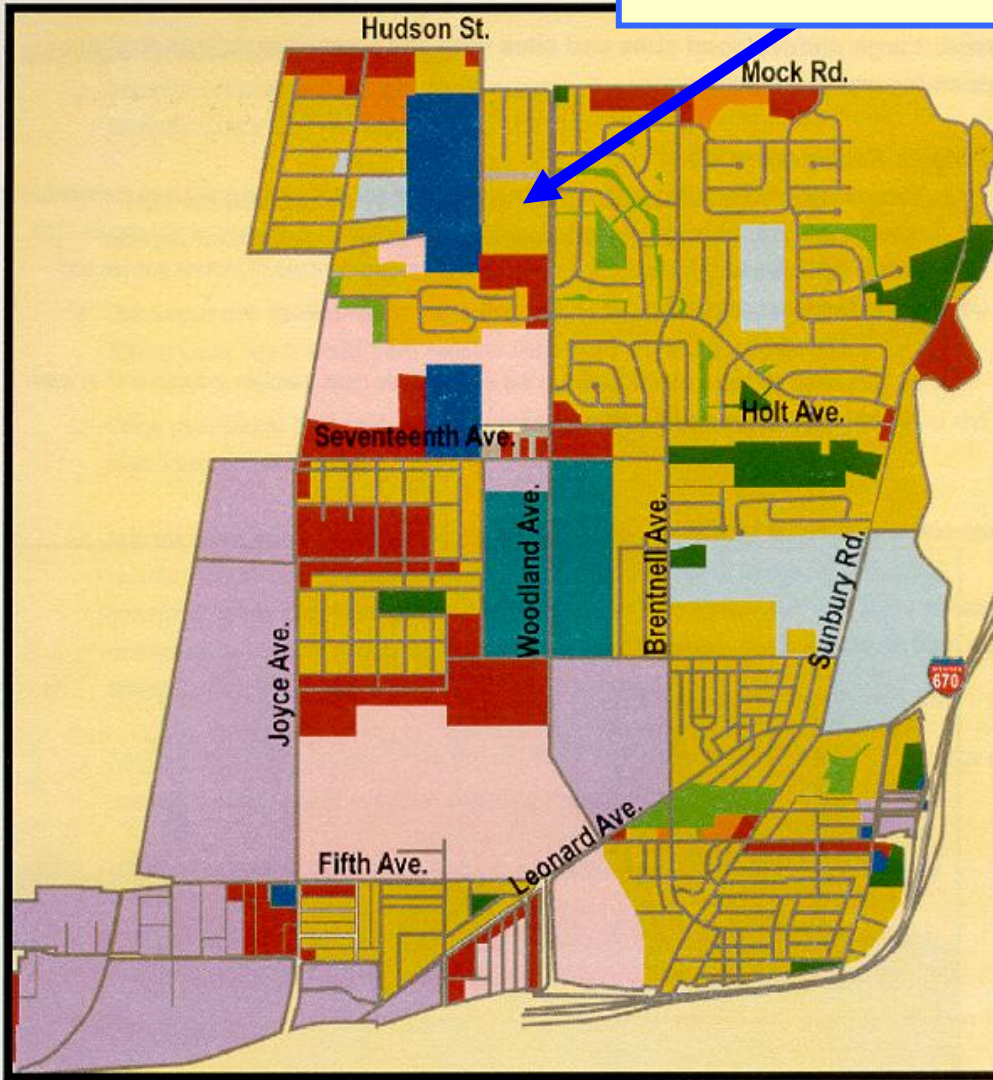 Hudson St.
Mock Rd.
Holt Ave.
Seventeenth Ave.
Woodland Ave.
Brentnell Ave.
Sunbury Rd.
Joyce Ave.
670
Leonard Ave.
Fifth Ave.